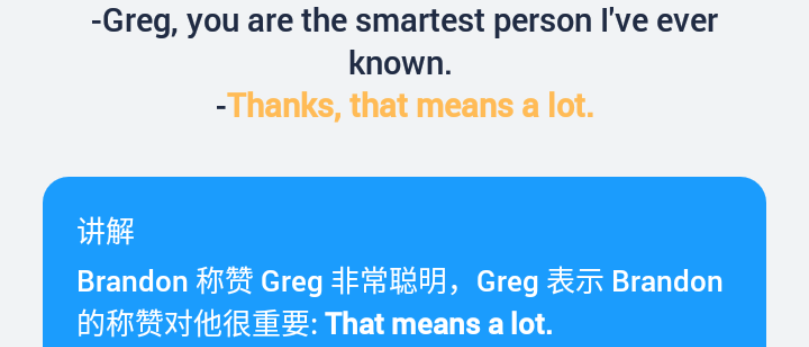 -Greg, you are the smartest person I've ever
known.
-Thanks, that means a lot.
讲解
Brandon 称赞 Greg 非常聪明，Greg 表示 Brandon
的称赞对他很重要: That means a lot.